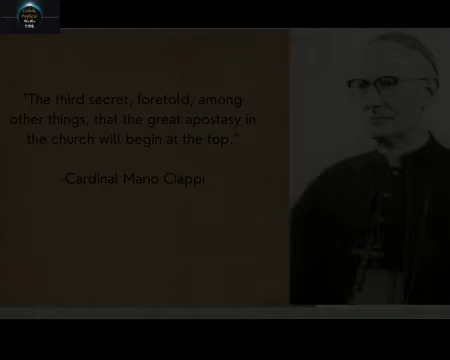 "The third secret, foretold, among
other things, that the great apostasy in
the church will begin at the top."
-Cardinal Mario Ciappi